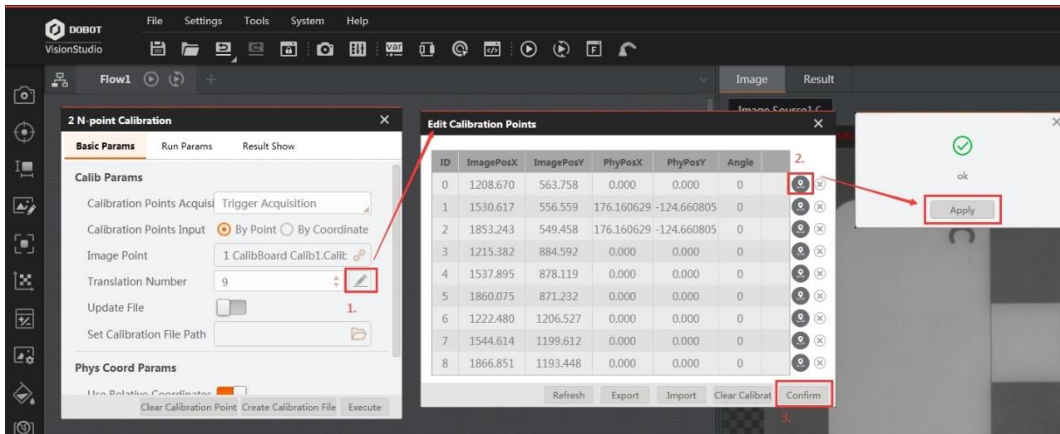 DOBOT
VisionStudio
File Settings Tools System Help
Flow1
Image Result
2 N-point Calibration
Basic Params Run Params Result Show
Calib Params
Calibration Points Acquisi Trigger Acquisition
Calibration Points Input By Point By Coordinate
Image Point 1 CalibBoard Calib1.Calib
Translation Number 9
1.
Update File
Set Calibration File Path
Phys Coord Params
Use Relative Coordinates
Clear Calibration Point Create Calibration File Execute
Edit Calibration Points
2.
ID ImagePosX ImagePosY PhyPosX PhyPosY Angle
0 1208.670 563.758 0.000 0.000 0
1 1530.617 556.559 176.160629 -124.660805 0
2 1853.243 549.458 176.160629 -124.660805 0
3 1215.382 884.592 0.000 0.000 0
4 1537.895 878.119 0.000 0.000 0
5 1860.075 871.232 0.000 0.000 0
6 1222.480 1206.527 0.000 0.000 0
7 1544.614 1199.612 0.000 0.000 0
8 1866.851 1193.448 0.000 0.000 0
Refresh Export Import Clear Calibrat Confirm
3.
ok
Apply